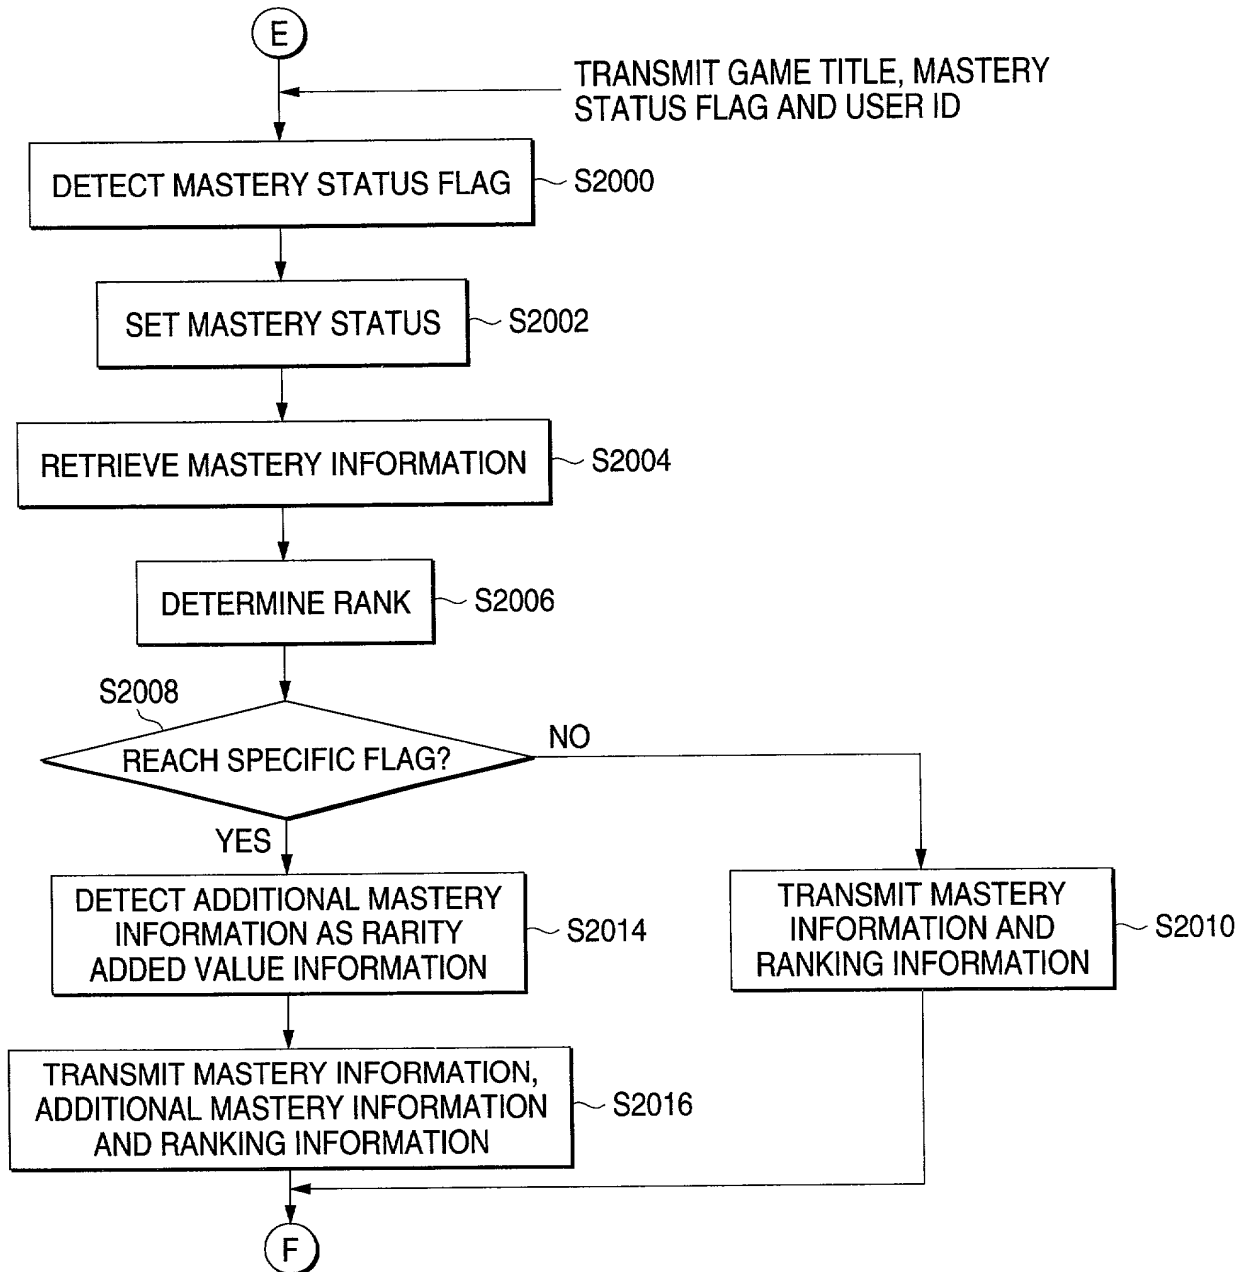 E
TRANSMIT GAME TITLE, MASTERY
STATUS FLAG AND USER ID
DETECT MASTERY STATUS FLAG
S2000
SET MASTERY STATUS
S2002
RETRIEVE MASTERY INFORMATION
S2004
DETERMINE RANK
S2006
S2008
REACH SPECIFIC FLAG?
NO
YES
DETECT ADDITIONAL MASTERY
INFORMATION AS RARITY
ADDED VALUE INFORMATION
S2014
TRANSMIT MASTERY
INFORMATION AND
RANKING INFORMATION
S2010
TRANSMIT MASTERY INFORMATION,
ADDITIONAL MASTERY INFORMATION
AND RANKING INFORMATION
S2016
F